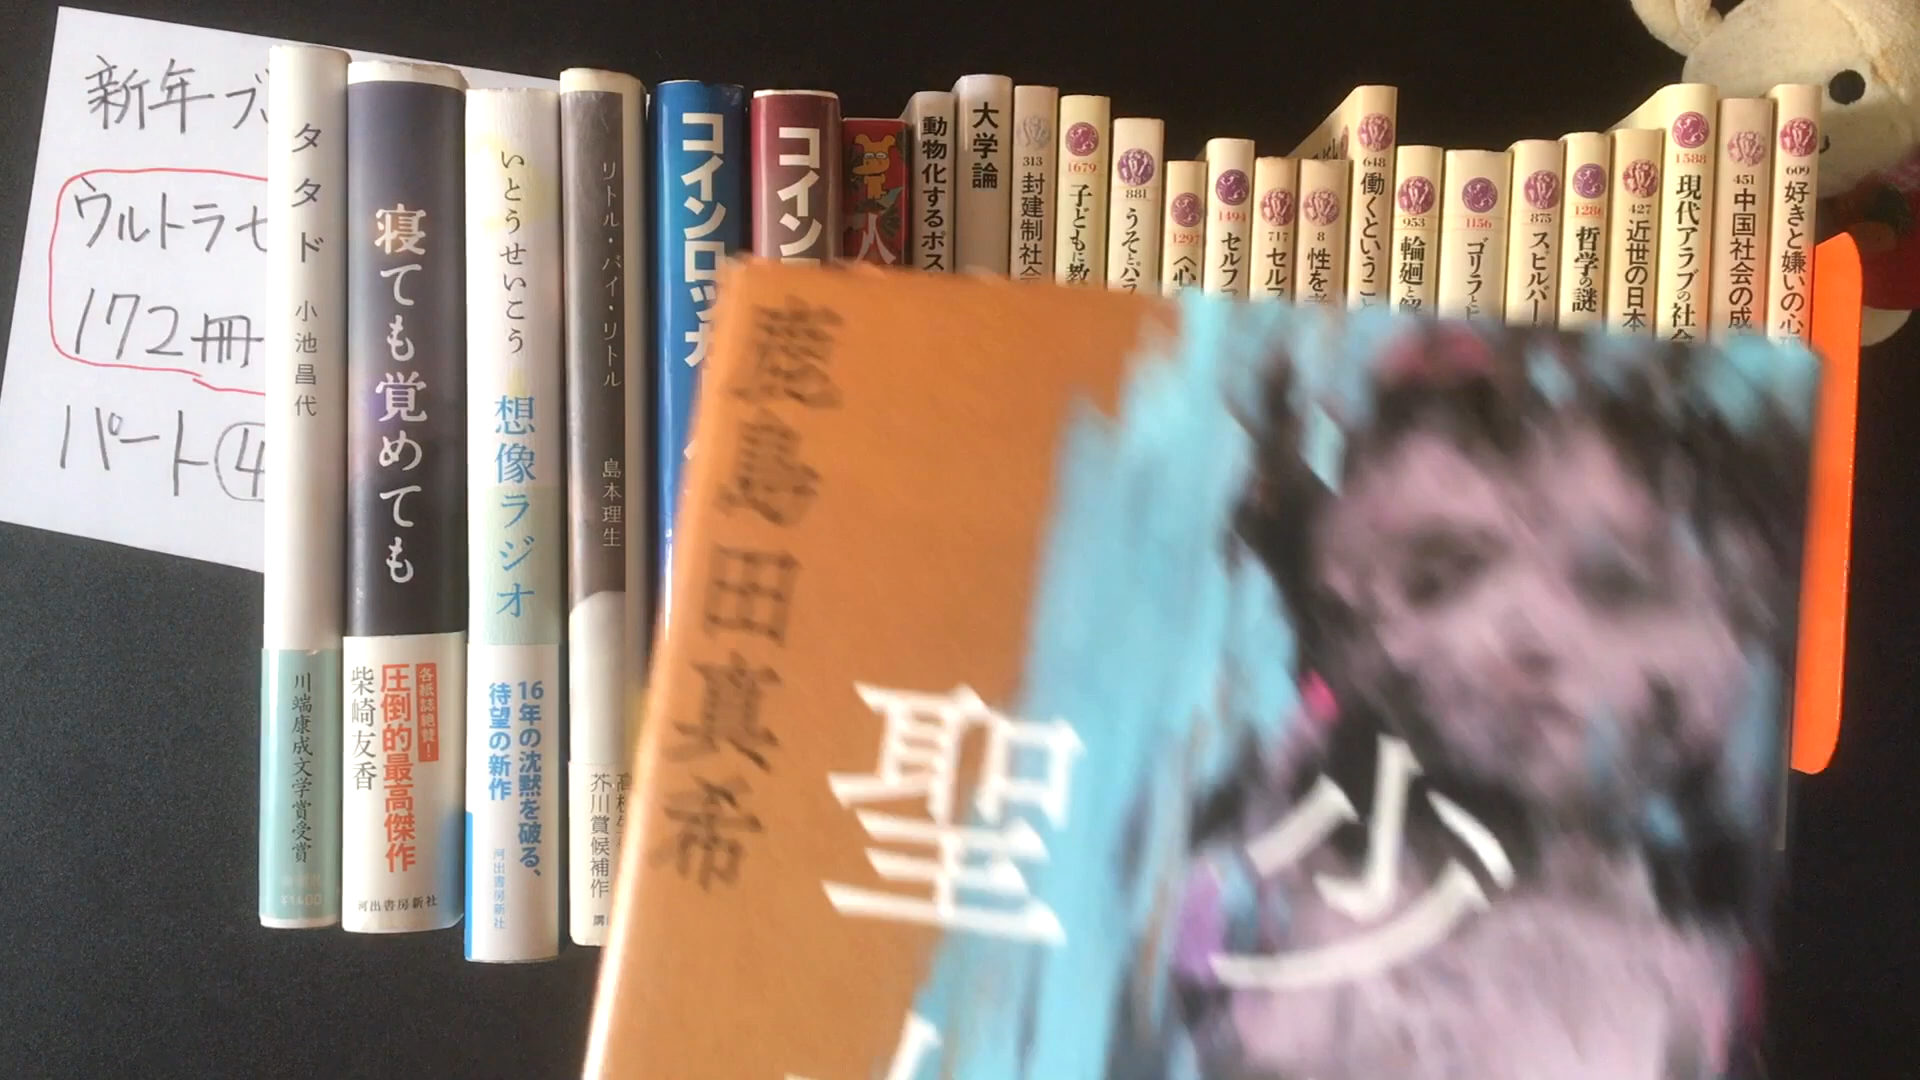 新年ブ
ウルトラセ
172冊
パート④
タタド 小池昌代
川端康成文学賞受賞
¥1400
寝ても覚めても
各紙誌絶賛!
圧倒的最高傑作
柴崎友香
河出書房新社
いとうせいこう
想像ラジオ
16年の沈黙を破る、
待望の新作
河出書房新社
リトル・バイ・リトル 島本理生
芥川賞候補作
コインロッカー
コイン
人
動物化するポス
大学論
313 封建制社会
1679 子どもに教
881 うそとパラ
1297 〈心
1494 セルフ
717 セルフ
8 性を
648 働くということ
953 輪廻と解
1156 ゴリラとヒ
875 スピルバー
1286 哲学の謎
427 近世の日本
1588 現代アラブの社会
451 中国社会の成
609 好きと嫌いの心
鹿島田真希
聖
少